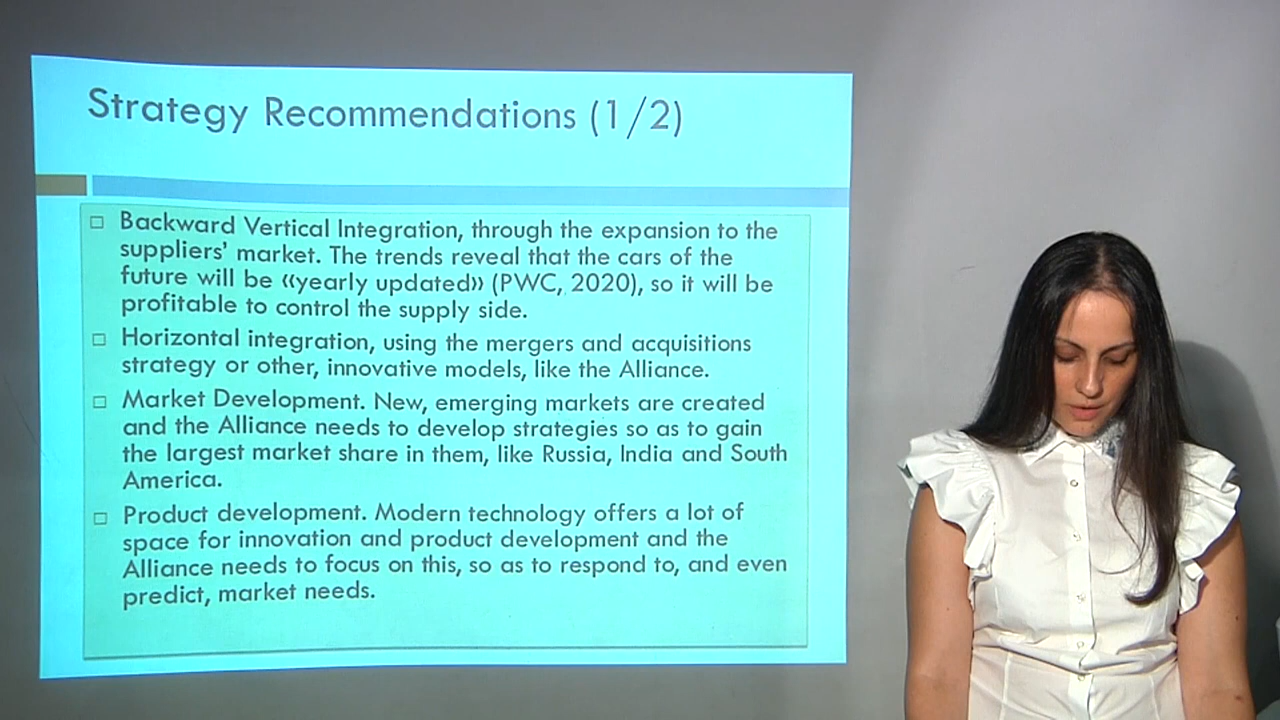 Strategy Recommendations (1/2)
□ Backward Vertical Integration, through the expansion to the
suppliers' market. The trends reveal that the cars of the
future will be «yearly updated» (PWC, 2020), so it will be
profitable to control the supply side.
□ Horizontal integration, using the mergers and acquisitions
strategy or other, innovative models, like the Alliance.
□ Market Development. New, emerging markets are created
and the Alliance needs to develop strategies so as to gain
the largest market share in them, like Russia, India and South
America.
□ Product development. Modern technology offers a lot of
space for innovation and product development and the
Alliance needs to focus on this, so as to respond to, and even
predict, market needs.